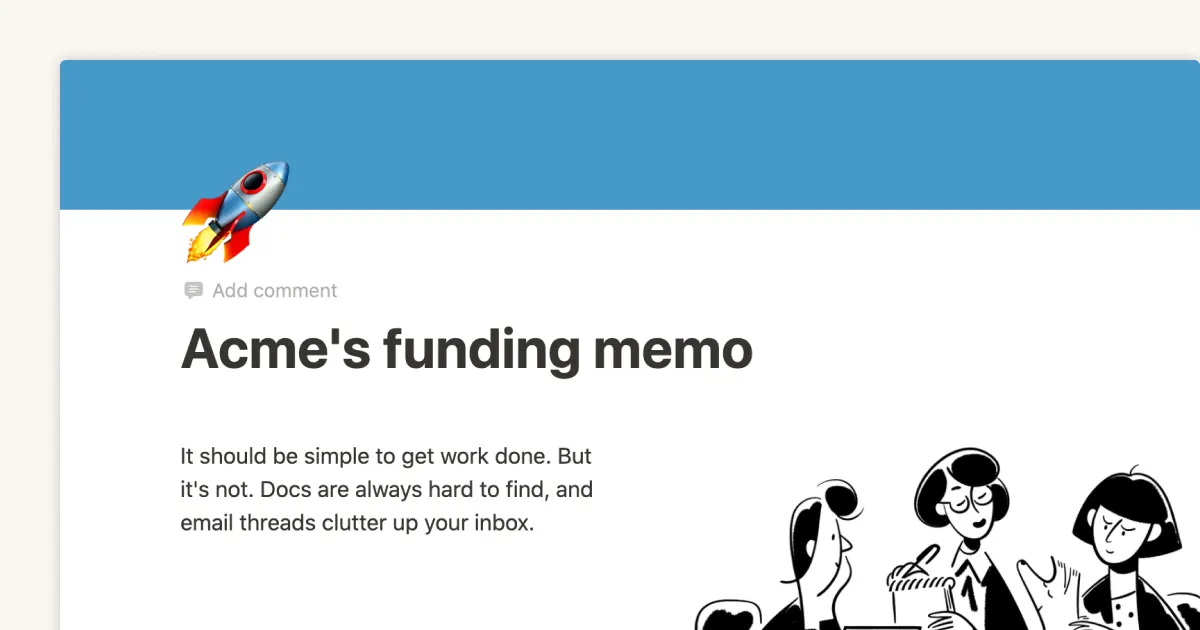 Add comment
Acme's funding memo
It should be simple to get work done. But
it's not. Docs are always hard to find, and
email threads clutter up your inbox.